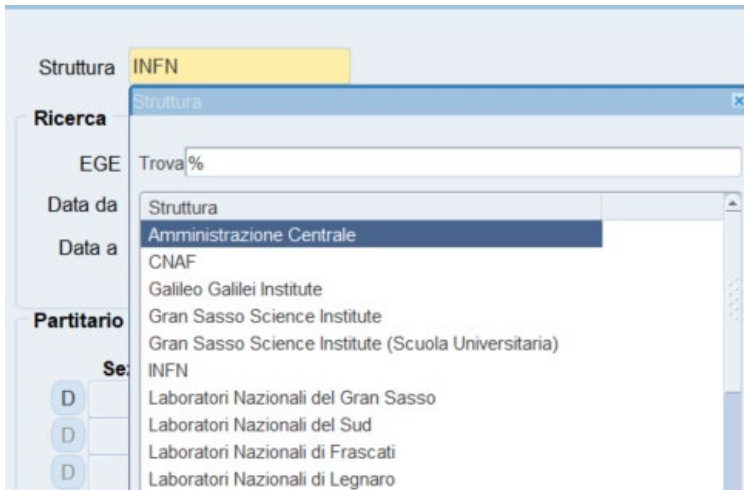 Struttura INFN
Struttura
Ricerca
EGE Trova %
Data da Struttura
Amministrazione Centrale
Data a
CNAF
Galileo Galilei Institute
Partitario Gran Sasso Science Institute
Gran Sasso Science Institute (Scuola Universitaria)
Se: INFN
D Laboratori Nazionali del Gran Sasso
D Laboratori Nazionali del Sud
Laboratori Nazionali di Frascati
D Laboratori Nazionali di Legnaro